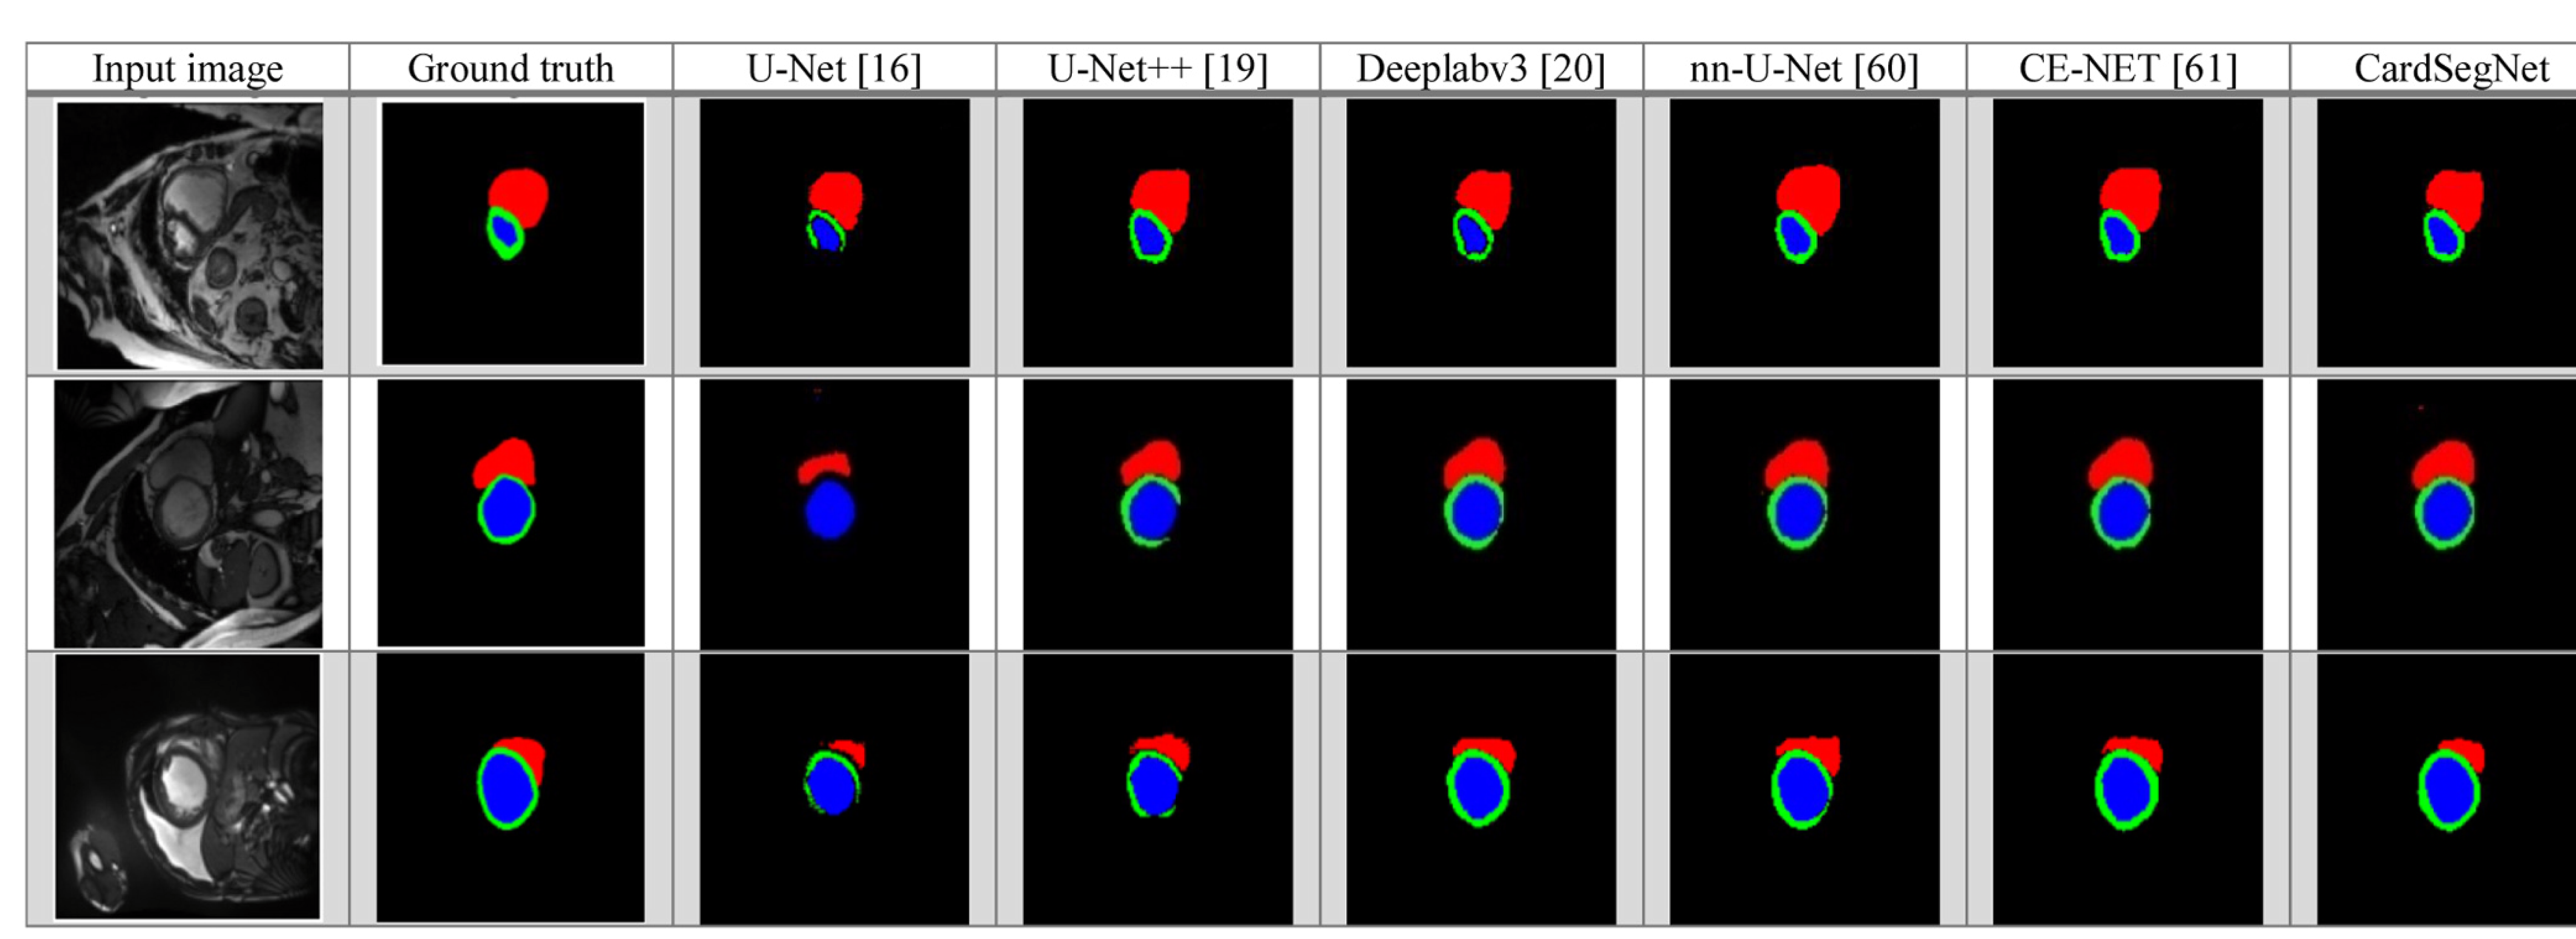 Input image
Ground truth
U-Net [16]
U-Net++ [19]
Deeplabv3 [20]
nn-U-Net [60]
CE-NET [61]
CardSegNet